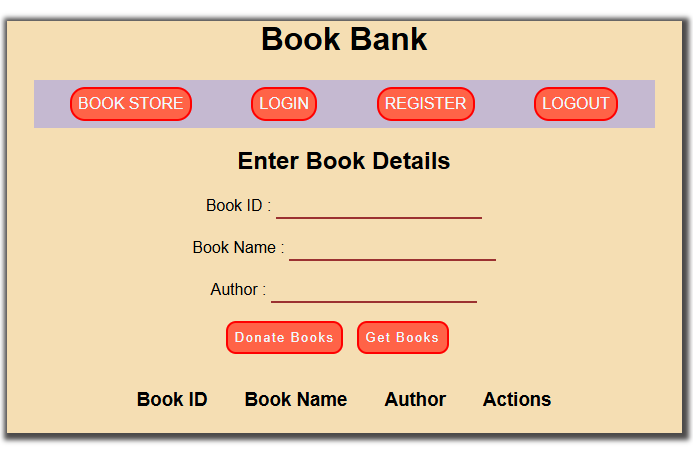 Book Bank
BOOK STORE LOGIN REGISTER LOGOUT
Enter Book Details
Book ID :
Book Name :
Author :
Donate Books Get Books
Book ID Book Name Author Actions